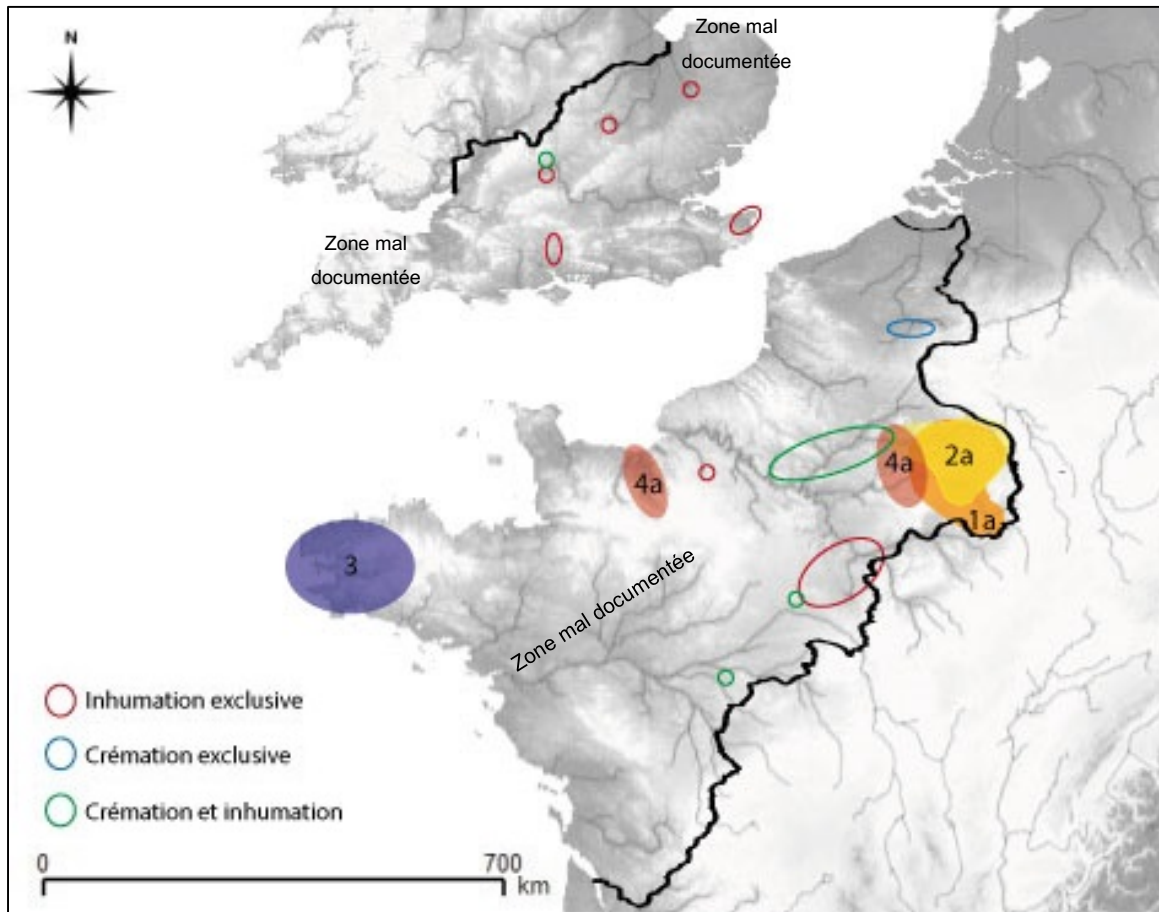 Zone mal
documentée
N
Zone mal
documentée
4a
2a
4a
1a
3
Zone mal documentée
Inhumation exclusive
Crémation exclusive
Crémation et inhumation
0 700
km